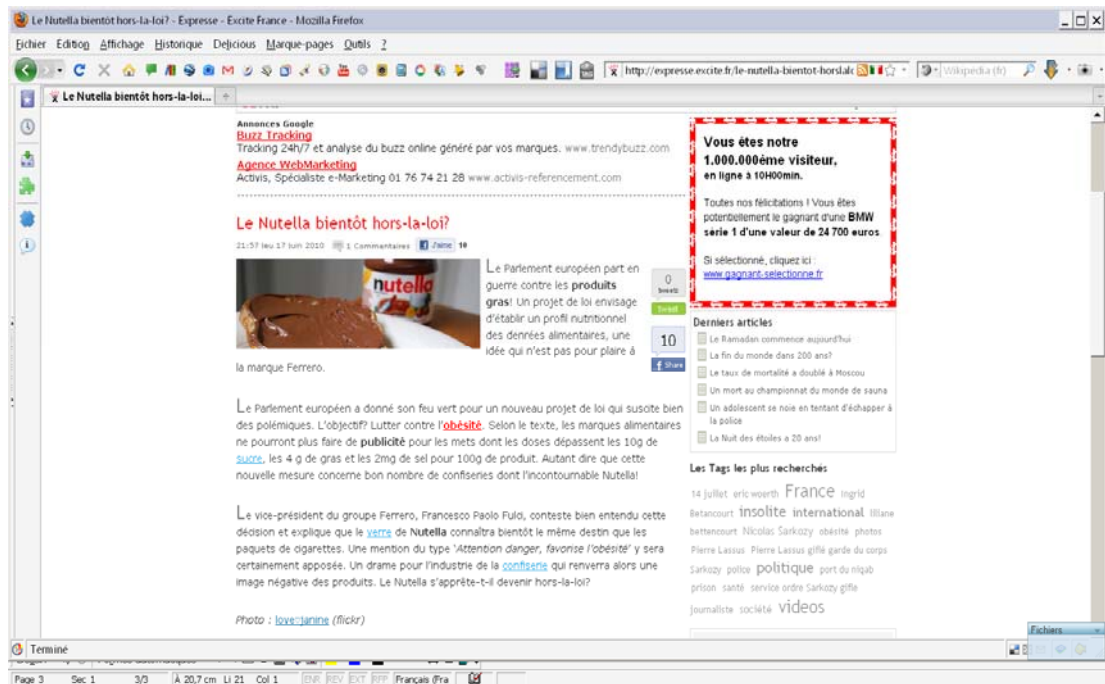 Le Nutella bientôt hors-la-loi? - Expresse - Excite France - Mozilla Firefox
Fichier Edition Affichage Historique Delicious Marque-pages Outils ?
http://expresse.excite.fr/le-nutella-bientot-horslalo
Wikipedia (fr)
Le Nutella bientôt hors-la-loi...
Annonces Google
Buzz Tracking
Tracking 24h/7 et analyse du buzz online généré par vos marques. www.trendybuzz.com
Agence WebMarketing
Activis, Spécialiste e-Marketing 01 76 74 21 28 www.activis-referencement.com
Le Nutella bientôt hors-la-loi?
21:57 jeu 17 juin 2010 1 Commentaires J'aime 10
nutella
Le Parlement européen part en
guerre contre les produits
gras! Un projet de loi envisage
d'établir un profil nutritionnel
des denrées alimentaires, une
idée qui n'est pas pour plaire à
la marque Ferrero.
0
tweets
tweet
10
Share
Le Parlement européen a donné son feu vert pour un nouveau projet de loi qui suscite bien
des polémiques. L'objectif? Lutter contre l'obésité. Selon le texte, les marques alimentaires
ne pourront plus faire de publicité pour les mets dont les doses dépassent les 10g de
sucre, les 4 g de gras et les 2mg de sel pour 100g de produit. Autant dire que cette
nouvelle mesure concerne bon nombre de confiseries dont l'incontournable Nutella!
Le vice-président du groupe Ferrero, Francesco Paolo Fulci, conteste bien entendu cette
décision et explique que le verre de Nutella connaîtra bientôt le même destin que les
paquets de cigarettes. Une mention du type 'Attention danger, favorise l'obésité' y sera
certainement apposée. Un drame pour l'industrie de la confiserie qui renverra alors une
image négative des produits. Le Nutella s'apprête-t-il devenir hors-la-loi?
Photo : love::janine (flickr)
Vous êtes notre
1.000.000ème visiteur,
en ligne à 10H00min.
Toutes nos félicitations ! Vous êtes
potentiellement le gagnant d'une BMW
série 1 d'une valeur de 24 700 euros
Si sélectionné, cliquez ici :
www.gagnant-selectionne.fr
Derniers articles
Le Ramadan commence aujourd'hui
La fin du monde dans 200 ans?
Le taux de mortalité a doublé à Moscou
Un mort au championnat du monde de sauna
Un adolescent se noie en tentant d'échapper à
la police
La Nuit des étoiles a 20 ans!
Les Tags les plus recherchés
14 juillet eric woerth France Ingrid
Betancourt insolite international liliane
bettencourt Nicolas Sarkozy obésité photos
Pierre Lassus Pierre Lassus giflé garde du corps
Sarkozy police politique port du niqab
prison santé service ordre Sarkozy gifle
journaliste société videos
Fichiers
Terminé
Page 3 Sec 1 3/3 À 20,7 cm Li 21 Col 1 ENR REV EXT RFP Français (Fra